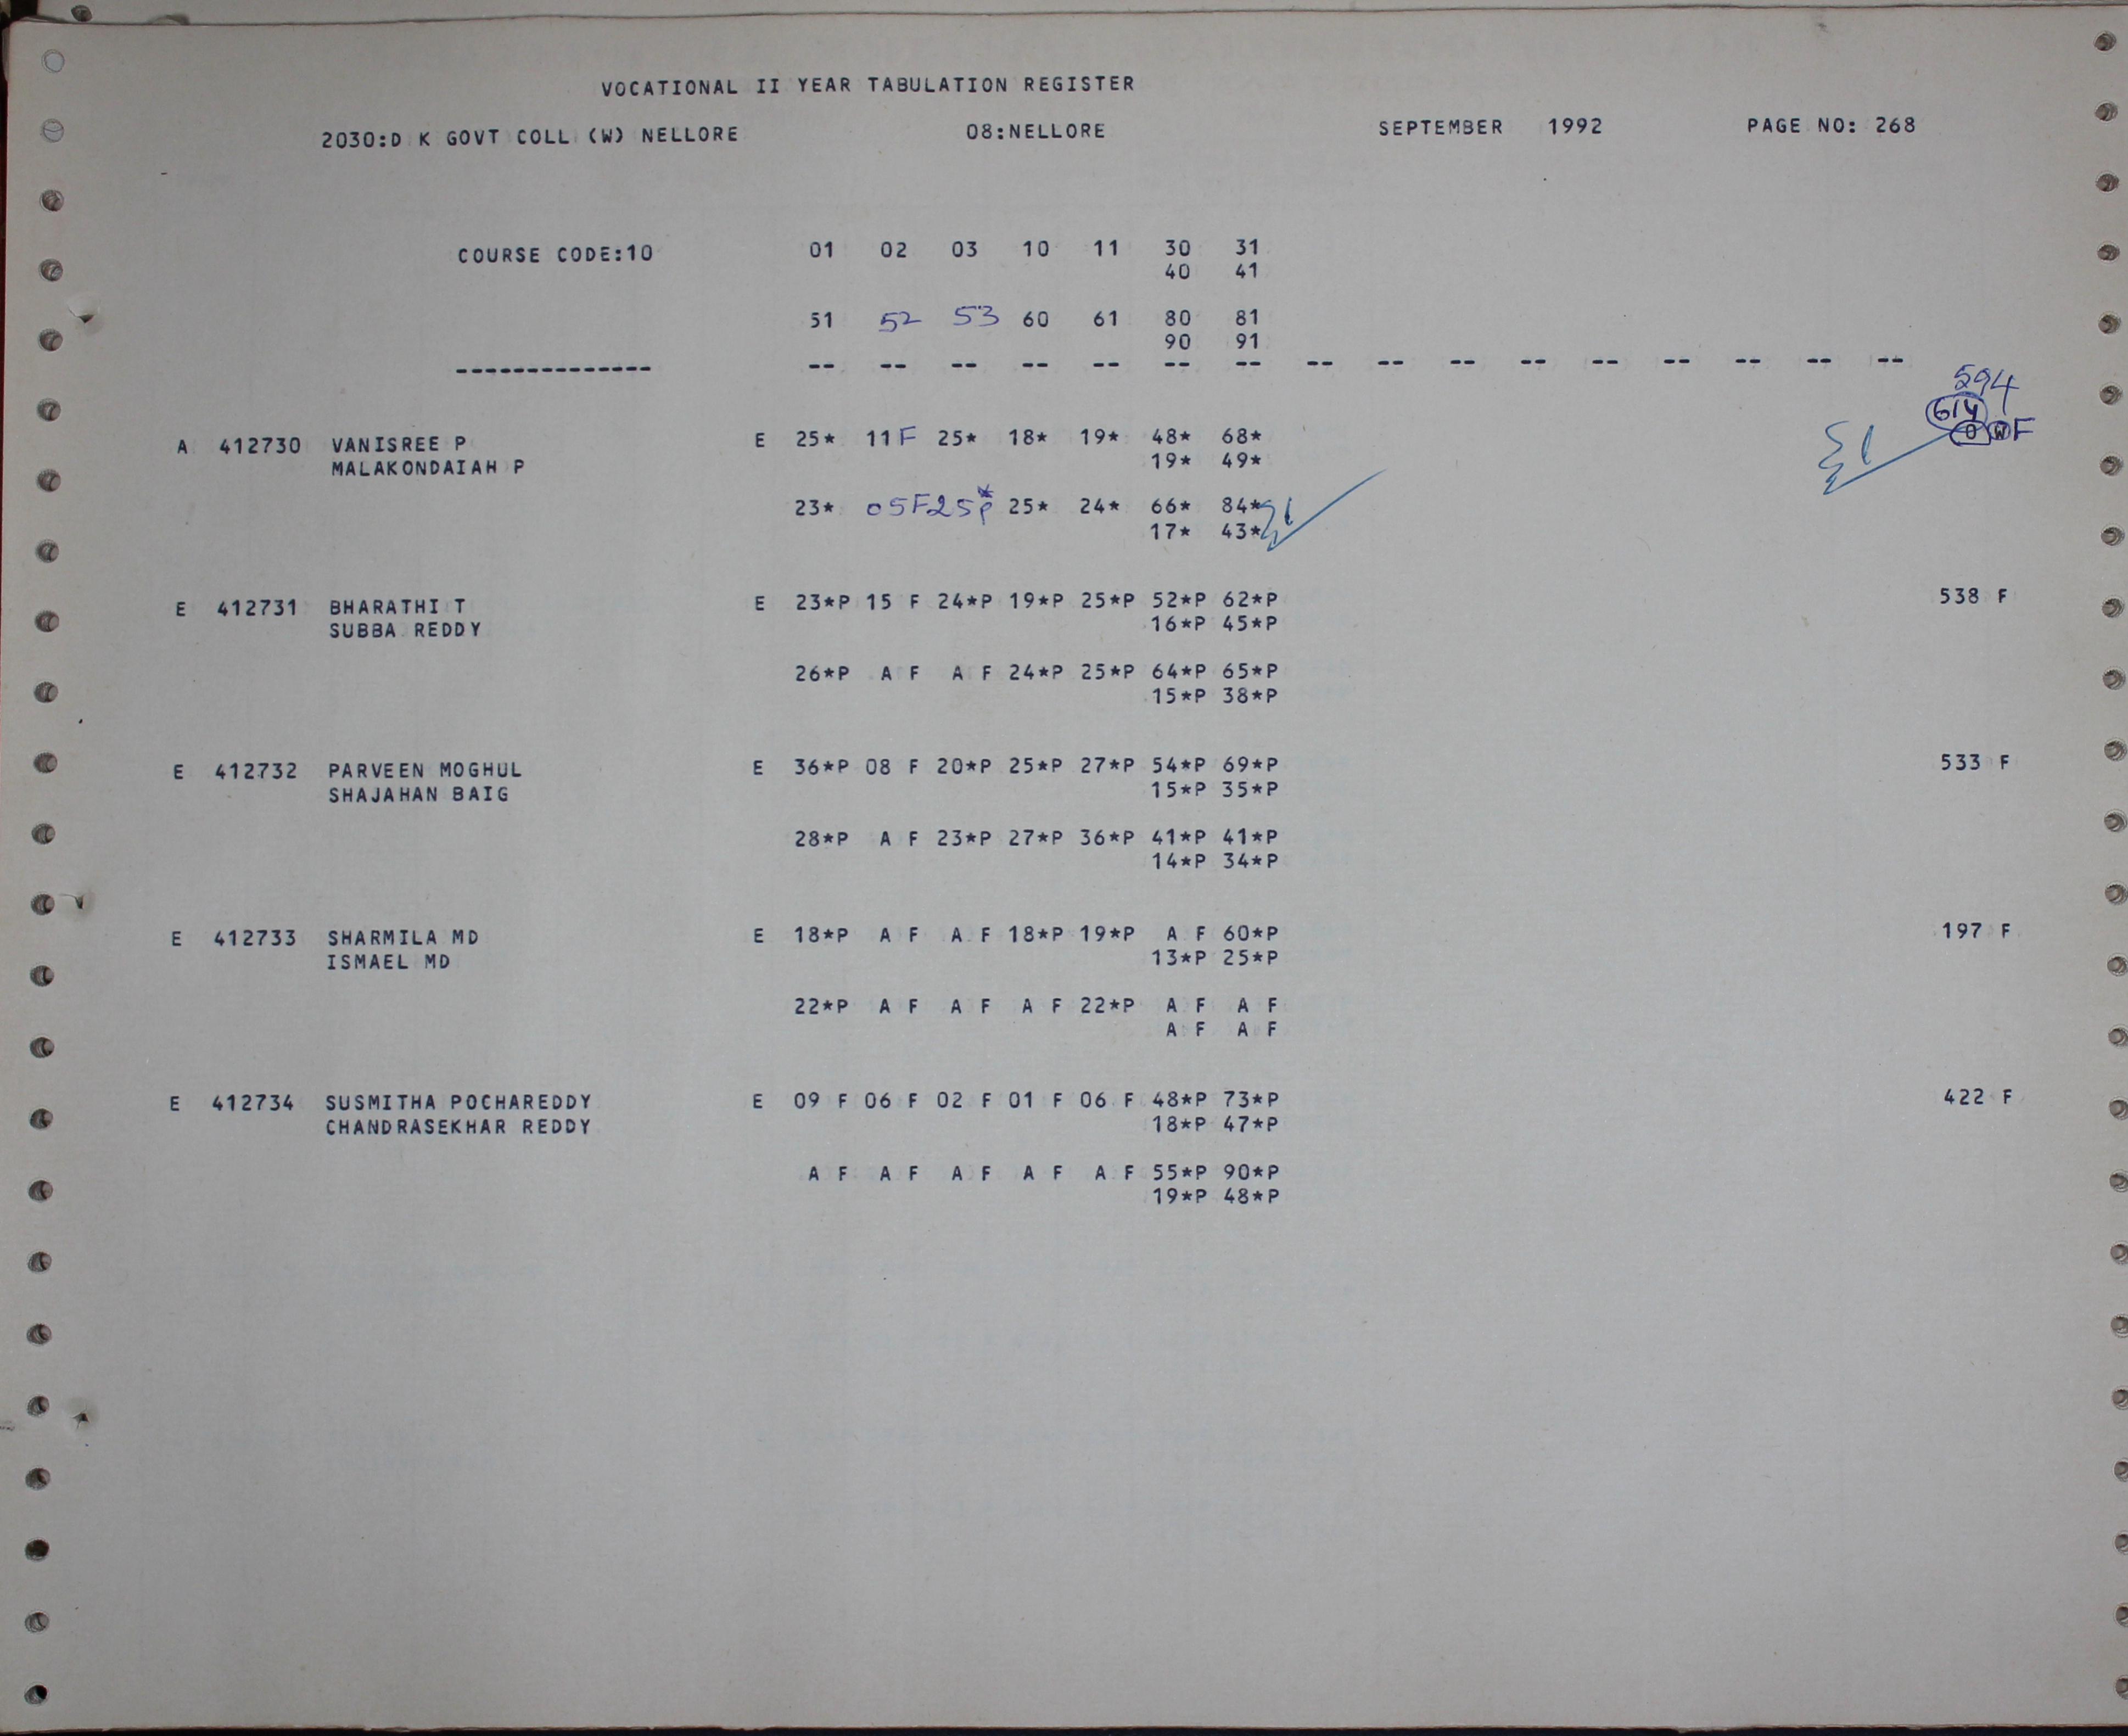 VOCATIONAL II YEAR TABULATION REGISTER
2030:D K GOVT COLL (W) NELLORE 08:NELLORE SEPTEMBER 1992 PAGE NO: 268
COURSE CODE:10 01 02 03 10 11 30 31
40 41
51 52 53 60 61 80 81
90 91
-------------- -- -- -- -- -- -- -- -- -- -- -- -- -- -- -- --
594
614
A 412730 VANISREE P E 25* 11F 25* 18* 19* 48* 68* 0 W F
MALAKONDAIAH P 19* 49*
23* 05F 25*P 25* 24* 66* 84*
17* 43*
E 412731 BHARATHI T E 23*P 15 F 24*P 19*P 25*P 52*P 62*P 538 F
SUBBA REDDY 16*P 45*P
26*P A F A F 24*P 25*P 64*P 65*P
15*P 38*P
E 412732 PARVEEN MOGHUL E 36*P 08 F 20*P 25*P 27*P 54*P 69*P 533 F
SHAJAHAN BAIG 15*P 35*P
28*P A F 23*P 27*P 36*P 41*P 41*P
14*P 34*P
E 412733 SHARMILA MD E 18*P A F A F 18*P 19*P A F 60*P 197 F
ISMAEL MD 13*P 25*P
22*P A F A F A F 22*P A F A F
A F A F
E 412734 SUSMITHA POCHAREDDY E 09 F 06 F 02 F 01 F 06 F 48*P 73*P 422 F
CHANDRASEKHAR REDDY 18*P 47*P
A F A F A F A F A F 55*P 90*P
19*P 48*P